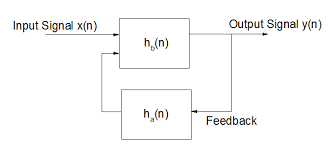 Input Signal x(n)
Output Signal y(n)
h_b(n)
h_a(n)
Feedback